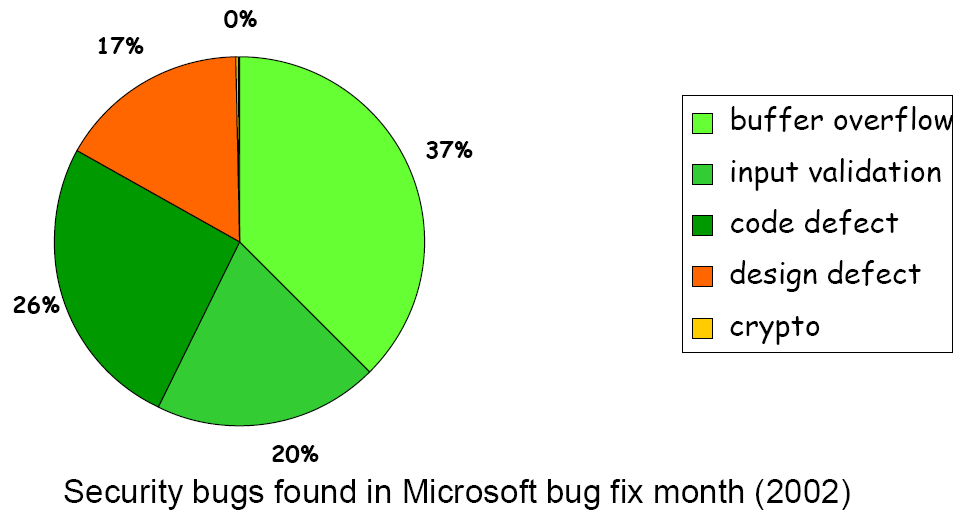 0%
17%
37%
26%
20%
buffer overflow
input validation
code defect
design defect
crypto
Security bugs found in Microsoft bug fix month (2002)